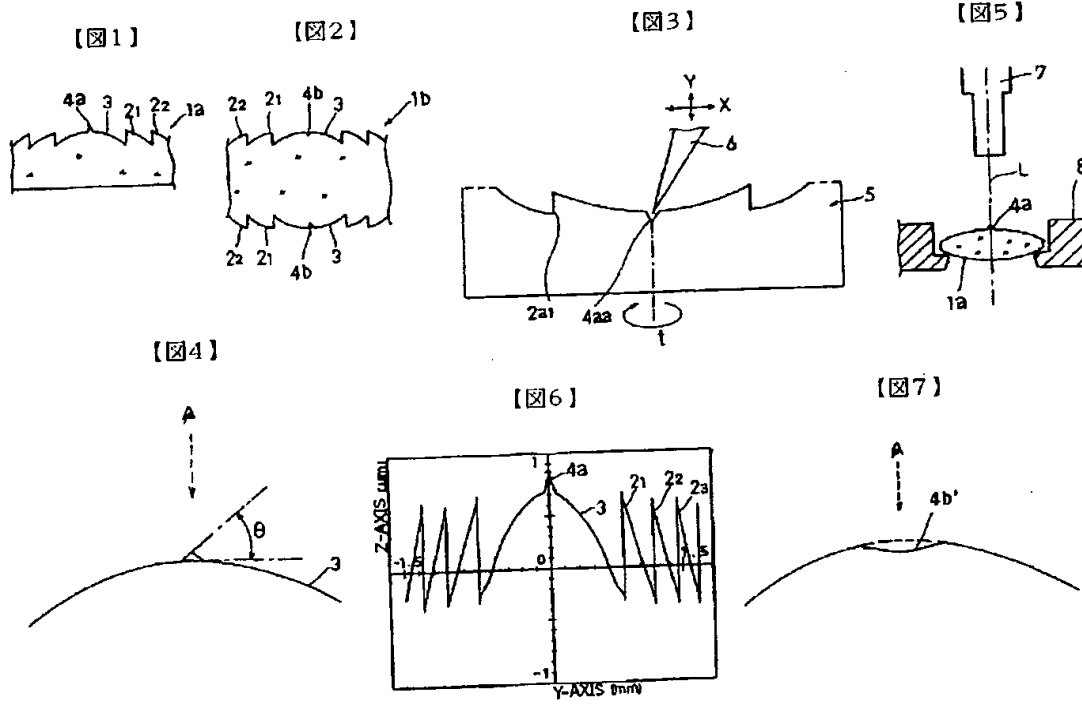 【図1】
4a 3 2₁ 2₂ 1a
【図2】
2₂ 2₁ 4b 3 1b
2₂ 2₁ 4b 3
【図3】
Y
X
6
5
2a1 4aa
t
【図5】
7
L
8
4a
1a
【図4】
A
θ
3
【図6】
1 4a
3 2₁ 2₂ 2₃
Z-AXIS (μm)
-1.5 0 1.5
-1
Y-AXIS (mm)
【図7】
A
4b'